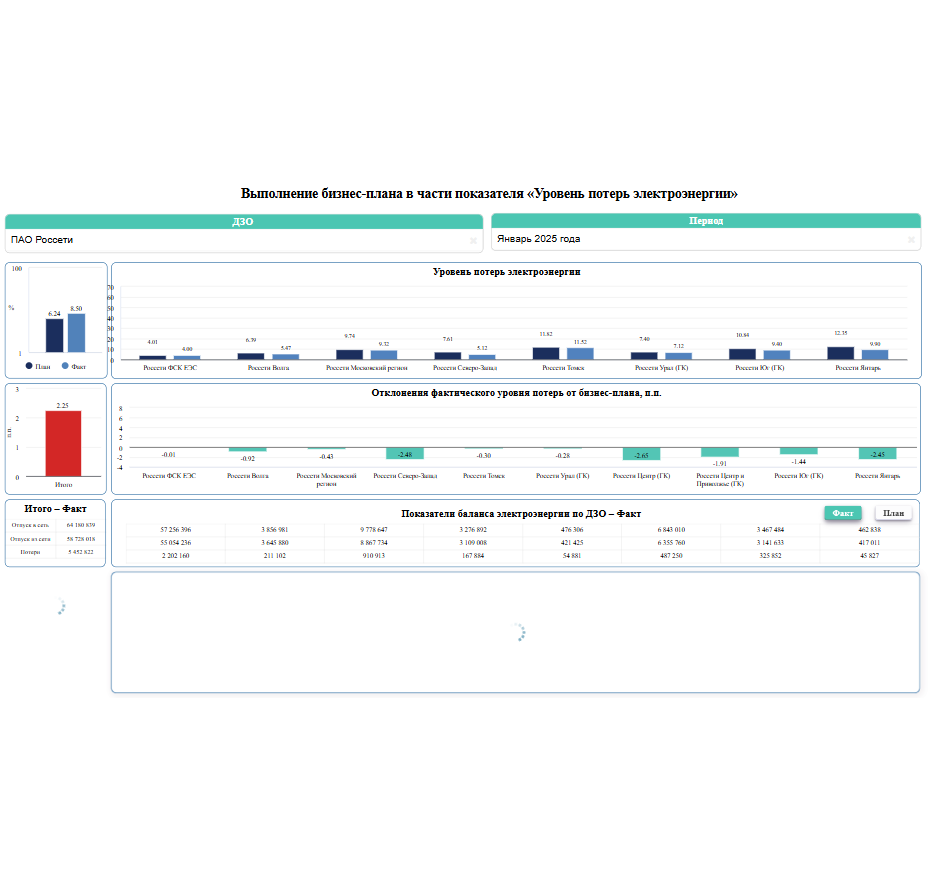 Выполнение бизнес-плана в части показателя «Уровень потерь электроэнергии»
ДЗО
Период
ПАО Россети
Январь 2025 года
100
%
6.24
8.50
1
План
Факт
Уровень потерь электроэнергии
70
60
50
40
30
20
10
0
4.01
4.00
6.39
5.47
9.74
9.32
7.61
5.12
11.82
11.52
7.40
7.12
10.84
9.40
12.35
9.90
Россети ФСК ЕЭС
Россети Волга
Россети Московский регион
Россети Северо-Запад
Россети Томск
Россети Урал (ГК)
Россети Юг (ГК)
Россети Янтарь
3
2
1
0
п.п.
2.25
Итого
Отклонения фактического уровня потерь от бизнес-плана, п.п.
8
6
4
2
0
-2
-4
-0.01
-0.92
-0.43
-2.48
-0.30
-0.28
-2.65
-1.91
-1.44
-2.45
Россети ФСК ЕЭС
Россети Волга
Россети Московский
регион
Россети Северо-Запад
Россети Томск
Россети Урал (ГК)
Россети Центр (ГК)
Россети Центр и
Приволжье (ГК)
Россети Юг (ГК)
Россети Янтарь
Итого – Факт
Отпуск в сеть 64 180 839
Отпуск из сети 58 728 018
Потери 5 452 822
Показатели баланса электроэнергии по ДЗО – Факт
Факт
План
57 256 396 3 856 981 9 778 647 3 276 892 476 306 6 843 010 3 467 484 462 838
55 054 236 3 645 880 8 867 734 3 109 008 421 425 6 355 760 3 141 633 417 011
2 202 160 211 102 910 913 167 884 54 881 487 250 325 852 45 827